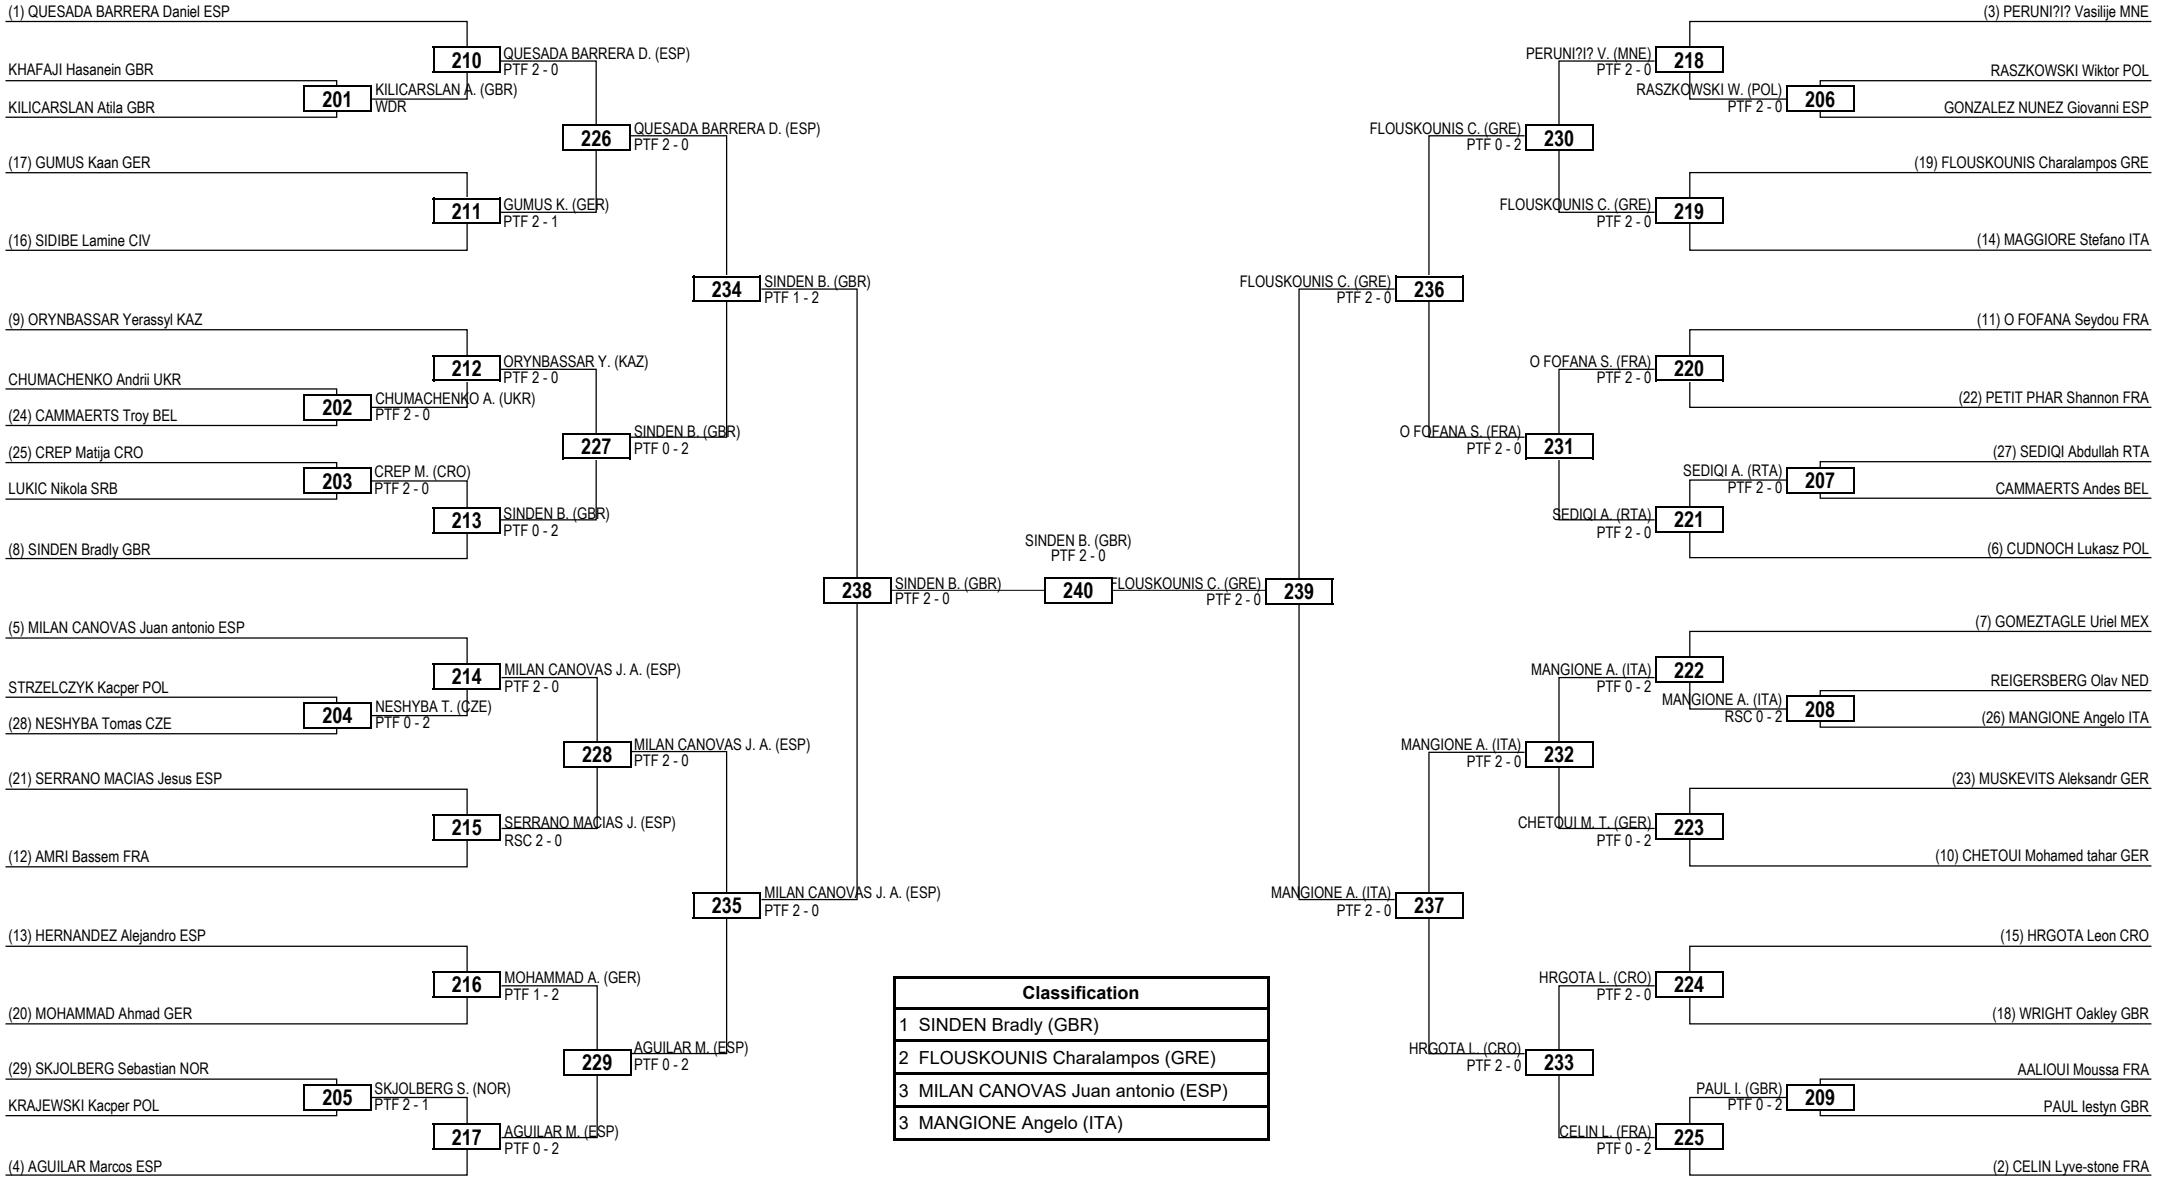 (1) QUESADA BARRERA Daniel ESP
KHAFAJI Hasanein GBR
KILICARSLAN Atila GBR
(17) GUMUS Kaan GER
(16) SIDIBE Lamine CIV
(9) ORYNBASSAR Yerassyl KAZ
CHUMACHENKO Andrii UKR
(24) CAMMAERTS Troy BEL
(25) CREP Matija CRO
LUKIC Nikola SRB
(8) SINDEN Bradly GBR
(5) MILAN CANOVAS Juan antonio ESP
STRZELCZYK Kacper POL
(28) NESHYBA Tomas CZE
(21) SERRANO MACIAS Jesus ESP
(12) AMRI Bassem FRA
(13) HERNANDEZ Alejandro ESP
(20) MOHAMMAD Ahmad GER
(29) SKJOLBERG Sebastian NOR
KRAJEWSKI Kacper POL
(4) AGUILAR Marcos ESP
201
KILICARSLAN A. (GBR)
WDR
202
CHUMACHENKO A. (UKR)
PTF 2 - 0
203
CREP M. (CRO)
PTF 2 - 0
204
NESHYBA T. (CZE)
PTF 0 - 2
205
SKJOLBERG S. (NOR)
PTF 2 - 1
210
QUESADA BARRERA D. (ESP)
PTF 2 - 0
211
GUMUS K. (GER)
PTF 2 - 1
212
ORYNBASSAR Y. (KAZ)
PTF 2 - 0
213
SINDEN B. (GBR)
PTF 0 - 2
214
MILAN CANOVAS J. A. (ESP)
PTF 2 - 0
215
SERRANO MACIAS J. (ESP)
RSC 2 - 0
216
MOHAMMAD A. (GER)
PTF 1 - 2
217
AGUILAR M. (ESP)
PTF 0 - 2
226
QUESADA BARRERA D. (ESP)
PTF 2 - 0
227
SINDEN B. (GBR)
PTF 0 - 2
228
MILAN CANOVAS J. A. (ESP)
PTF 2 - 0
229
AGUILAR M. (ESP)
PTF 0 - 2
234
SINDEN B. (GBR)
PTF 1 - 2
235
MILAN CANOVAS J. A. (ESP)
PTF 2 - 0
238
SINDEN B. (GBR)
PTF 2 - 0
SINDEN B. (GBR)
PTF 2 - 0
240
FLOUSKOUNIS C. (GRE)
PTF 2 - 0
239
FLOUSKOUNIS C. (GRE)
PTF 2 - 0
236
MANGIONE A. (ITA)
PTF 2 - 0
237
FLOUSKOUNIS C. (GRE)
PTF 0 - 2
230
O FOFANA S. (FRA)
PTF 2 - 0
231
MANGIONE A. (ITA)
PTF 2 - 0
232
HRGOTA L. (CRO)
PTF 2 - 0
233
PERUNI?I? V. (MNE)
PTF 2 - 0
218
FLOUSKOUNIS C. (GRE)
PTF 2 - 0
219
O FOFANA S. (FRA)
PTF 2 - 0
220
SEDIQI A. (RTA)
PTF 2 - 0
221
MANGIONE A. (ITA)
PTF 0 - 2
222
CHETOUI M. T. (GER)
PTF 0 - 2
223
HRGOTA L. (CRO)
PTF 2 - 0
224
CELIN L. (FRA)
PTF 0 - 2
225
RASZKOWSKI W. (POL)
PTF 2 - 0
206
SEDIQI A. (RTA)
PTF 2 - 0
207
MANGIONE A. (ITA)
RSC 0 - 2
208
PAUL I. (GBR)
PTF 0 - 2
209
(3) PERUNI?I? Vasilije MNE
RASZKOWSKI Wiktor POL
GONZALEZ NUNEZ Giovanni ESP
(19) FLOUSKOUNIS Charalampos GRE
(14) MAGGIORE Stefano ITA
(11) O FOFANA Seydou FRA
(22) PETIT PHAR Shannon FRA
(27) SEDIQI Abdullah RTA
CAMMAERTS Andes BEL
(6) CUDNOCH Lukasz POL
(7) GOMEZTAGLE Uriel MEX
REIGERSBERG Olav NED
(26) MANGIONE Angelo ITA
(23) MUSKEVITS Aleksandr GER
(10) CHETOUI Mohamed tahar GER
(15) HRGOTA Leon CRO
(18) WRIGHT Oakley GBR
AALIOUI Moussa FRA
PAUL Iestyn GBR
(2) CELIN Lyve-stone FRA
Classification
1 SINDEN Bradly (GBR)
2 FLOUSKOUNIS Charalampos (GRE)
3 MILAN CANOVAS Juan antonio (ESP)
3 MANGIONE Angelo (ITA)